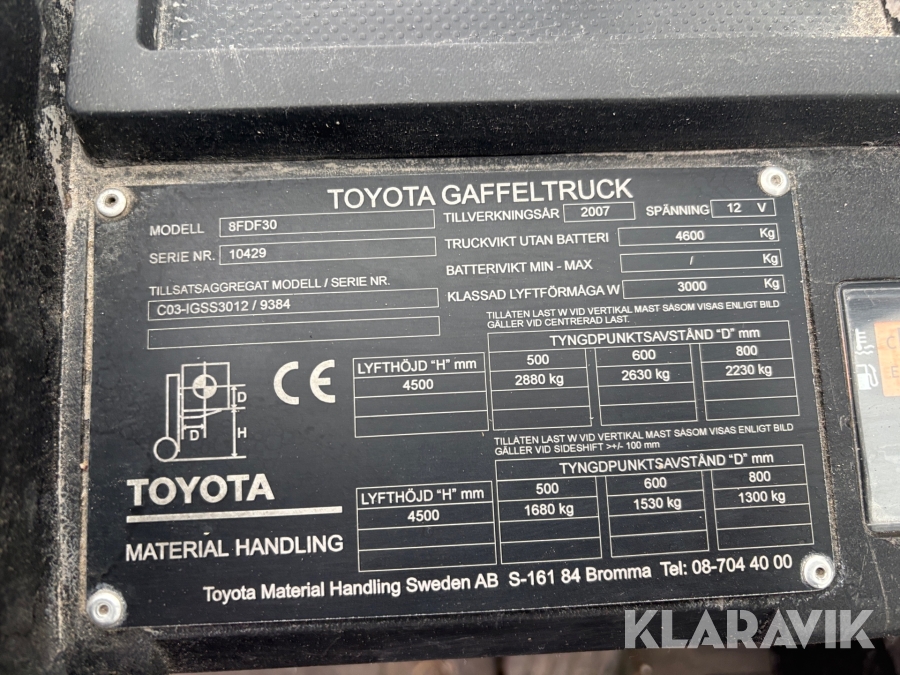 TOYOTA GAFFELTRUCK
MODELL 8FDF30
TILLVERKNINGSÅR 2007 SPÄNNING 12 V
SERIE NR. 10429
TRUCKVIKT UTAN BATTERI 4600 Kg
BATTERIVIKT MIN - MAX / Kg
TILLSATSAGGREGAT MODELL / SERIE NR.
C03-IGSS3012 / 9384
KLASSAD LYFTFÖRMÅGA W 3000 Kg
TILLÅTEN LAST W VID VERTIKAL MAST SÅSOM VISAS ENLIGT BILD
GÄLLER VID CENTRERAD LAST.
TYNGDPUNKTSAVSTÅND "D" mm
LYFTHÖJD "H" mm 500 600 800
4500 2880 kg 2630 kg 2230 kg
CE
D
D H
TILLÅTEN LAST W VID VERTIKAL MAST SÅSOM VISAS ENLIGT BILD
GÄLLER VID SIDESHIFT >+/- 100 mm
TYNGDPUNKTSAVSTÅND "D" mm
LYFTHÖJD "H" mm 500 600 800
4500 1680 kg 1530 kg 1300 kg
TOYOTA
MATERIAL HANDLING
Toyota Material Handling Sweden AB S-161 84 Bromma Tel: 08-704 40 00
KLARAVIK